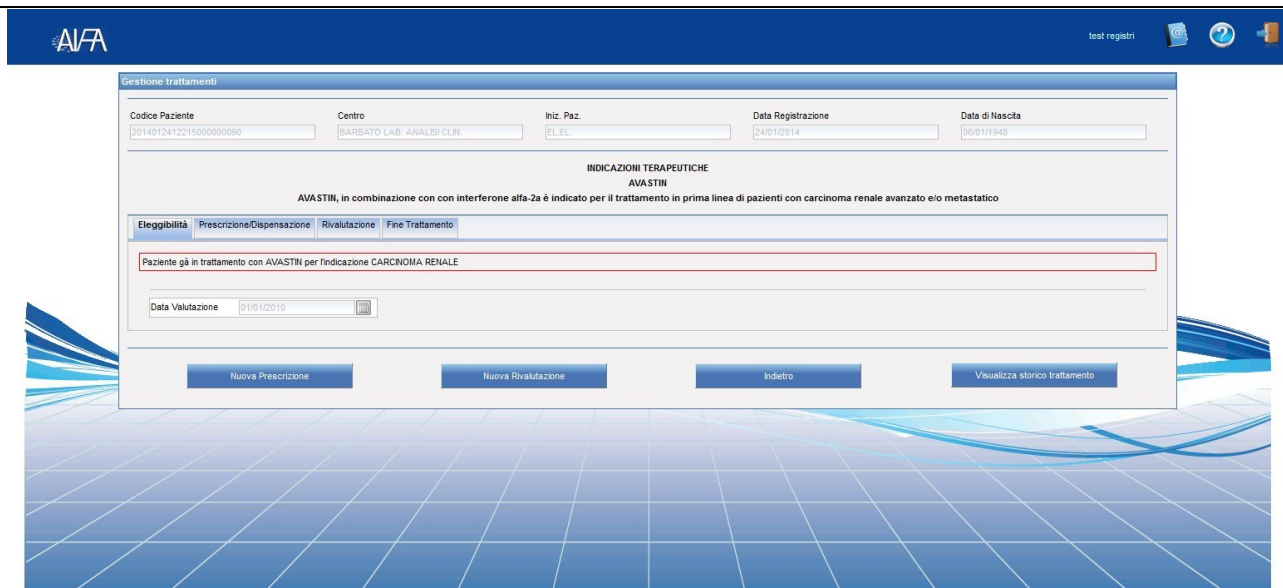 AIFA
test registri
Gestione trattamenti
Codice Paziente Centro Iniz. Paz. Data Registrazione Data di Nascita
2014012412215000000090 BARBATO LAB. ANALISI CLIN. EL.EL. 24/01/2014 06/01/1948
INDICAZIONI TERAPEUTICHE
AVASTIN
AVASTIN, in combinazione con con interferone alfa-2a è indicato per il trattamento in prima linea di pazienti con carcinoma renale avanzato e/o metastatico
Eleggibilità Prescrizione/Dispensazione Rivalutazione Fine Trattamento
Paziente gà in trattamento con AVASTIN per l'indicazione CARCINOMA RENALE
Data Valutazione 01/01/2010
Nuova Prescrizione Nuova Rivalutazione Indietro Visualizza storico trattamento